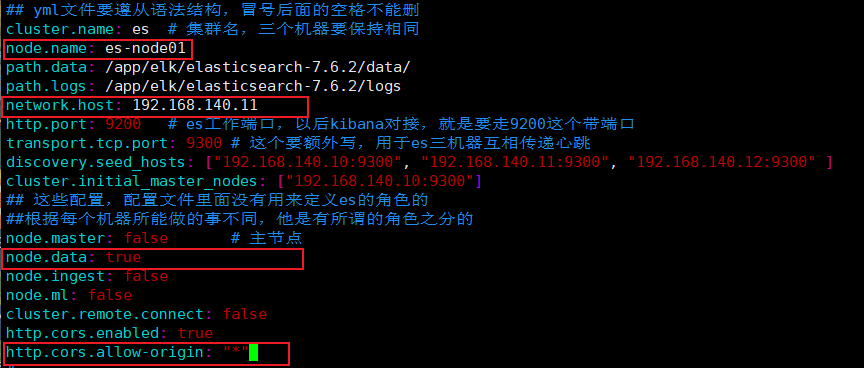 ## yml文件要遵从语法结构，冒号后面的空格不能删
cluster.name: es  # 集群名，三个机器要保持相同
node.name: es-node01
path.data: /app/elk/elasticsearch-7.6.2/data/
path.logs: /app/elk/elasticsearch-7.6.2/logs
network.host: 192.168.140.11
http.port: 9200   # es工作端口，以后kibana对接，就是要走9200这个带端口
transport.tcp.port: 9300 # 这个要额外写，用于es三机器互相传递心跳
discovery.seed_hosts: ["192.168.140.10:9300", "192.168.140.11:9300", "192.168.140.12:9300" ]
cluster.initial_master_nodes: ["192.168.140.10:9300"]
## 这些配置，配置文件里面没有用来定义es的角色的
##根据每个机器所能做的事不同，他是有所谓的角色之分的
node.master: false       # 主节点
node.data: true
node.ingest: false
node.ml: false
cluster.remote.connect: false
http.cors.enabled: true
http.cors.allow-origin: "*"